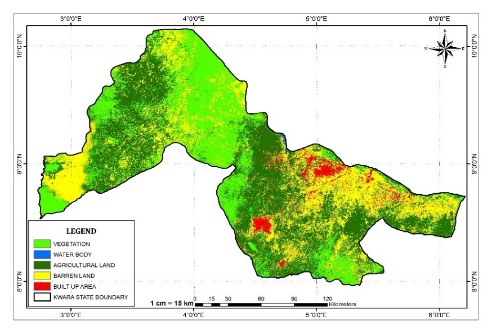 3°0'0"E 4°0'0"E 5°0'0"E 6°0'0"E
10°0'0"N 10°0'0"N
9°0'0"N 9°0'0"N
8°0'0"N 8°0'0"N
N
LEGEND
VEGETATION
WATER BODY
AGRICULTURAL LAND
BARREN LAND
BUILT UP AREA
KWARA STATE BOUNDARY
1 cm = 15 km
0 15 30 60 90 120
Kilometers
3°0'0"E 4°0'0"E 5°0'0"E 6°0'0"E